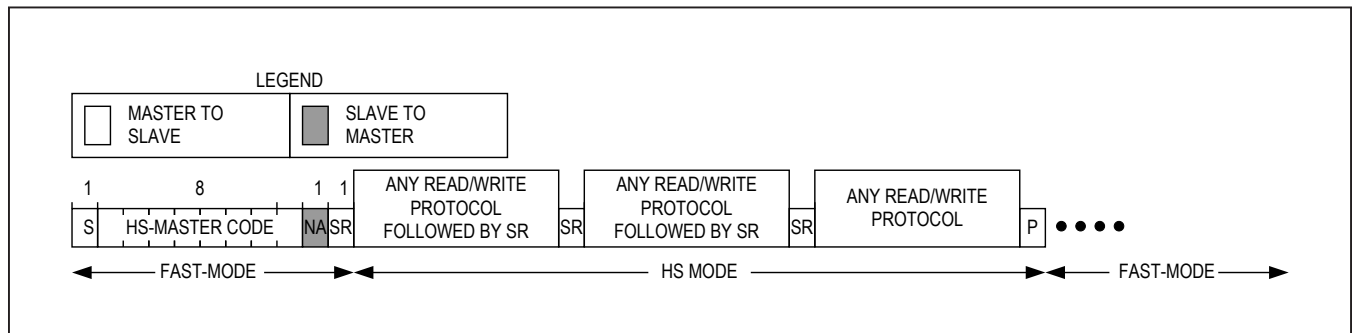 LEGEND
MASTER TO
SLAVE
SLAVE TO
MASTER
1 8 1 1
S HS-MASTER CODE NA SR
ANY READ/WRITE
PROTOCOL
FOLLOWED BY SR
SR
ANY READ/WRITE
PROTOCOL
FOLLOWED BY SR
SR
ANY READ/WRITE
PROTOCOL
P
FAST-MODE HS MODE FAST-MODE